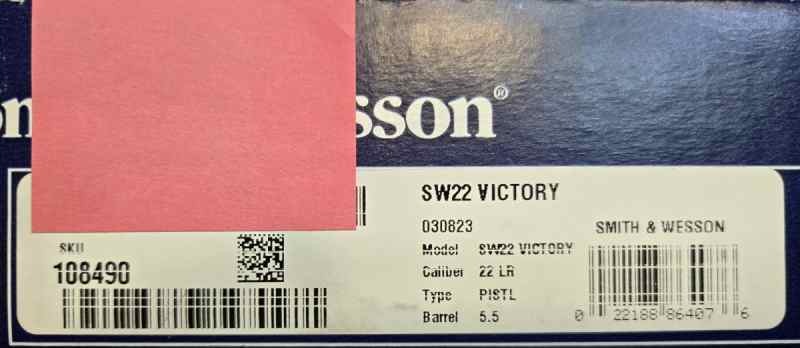 sson®
SW22 VICTORY
030823
SMITH & WESSON
SKU
108490
Model SW22 VICTORY
Caliber 22 LR
Type PISTL
Barrel 5.5
0 22188 86407 6